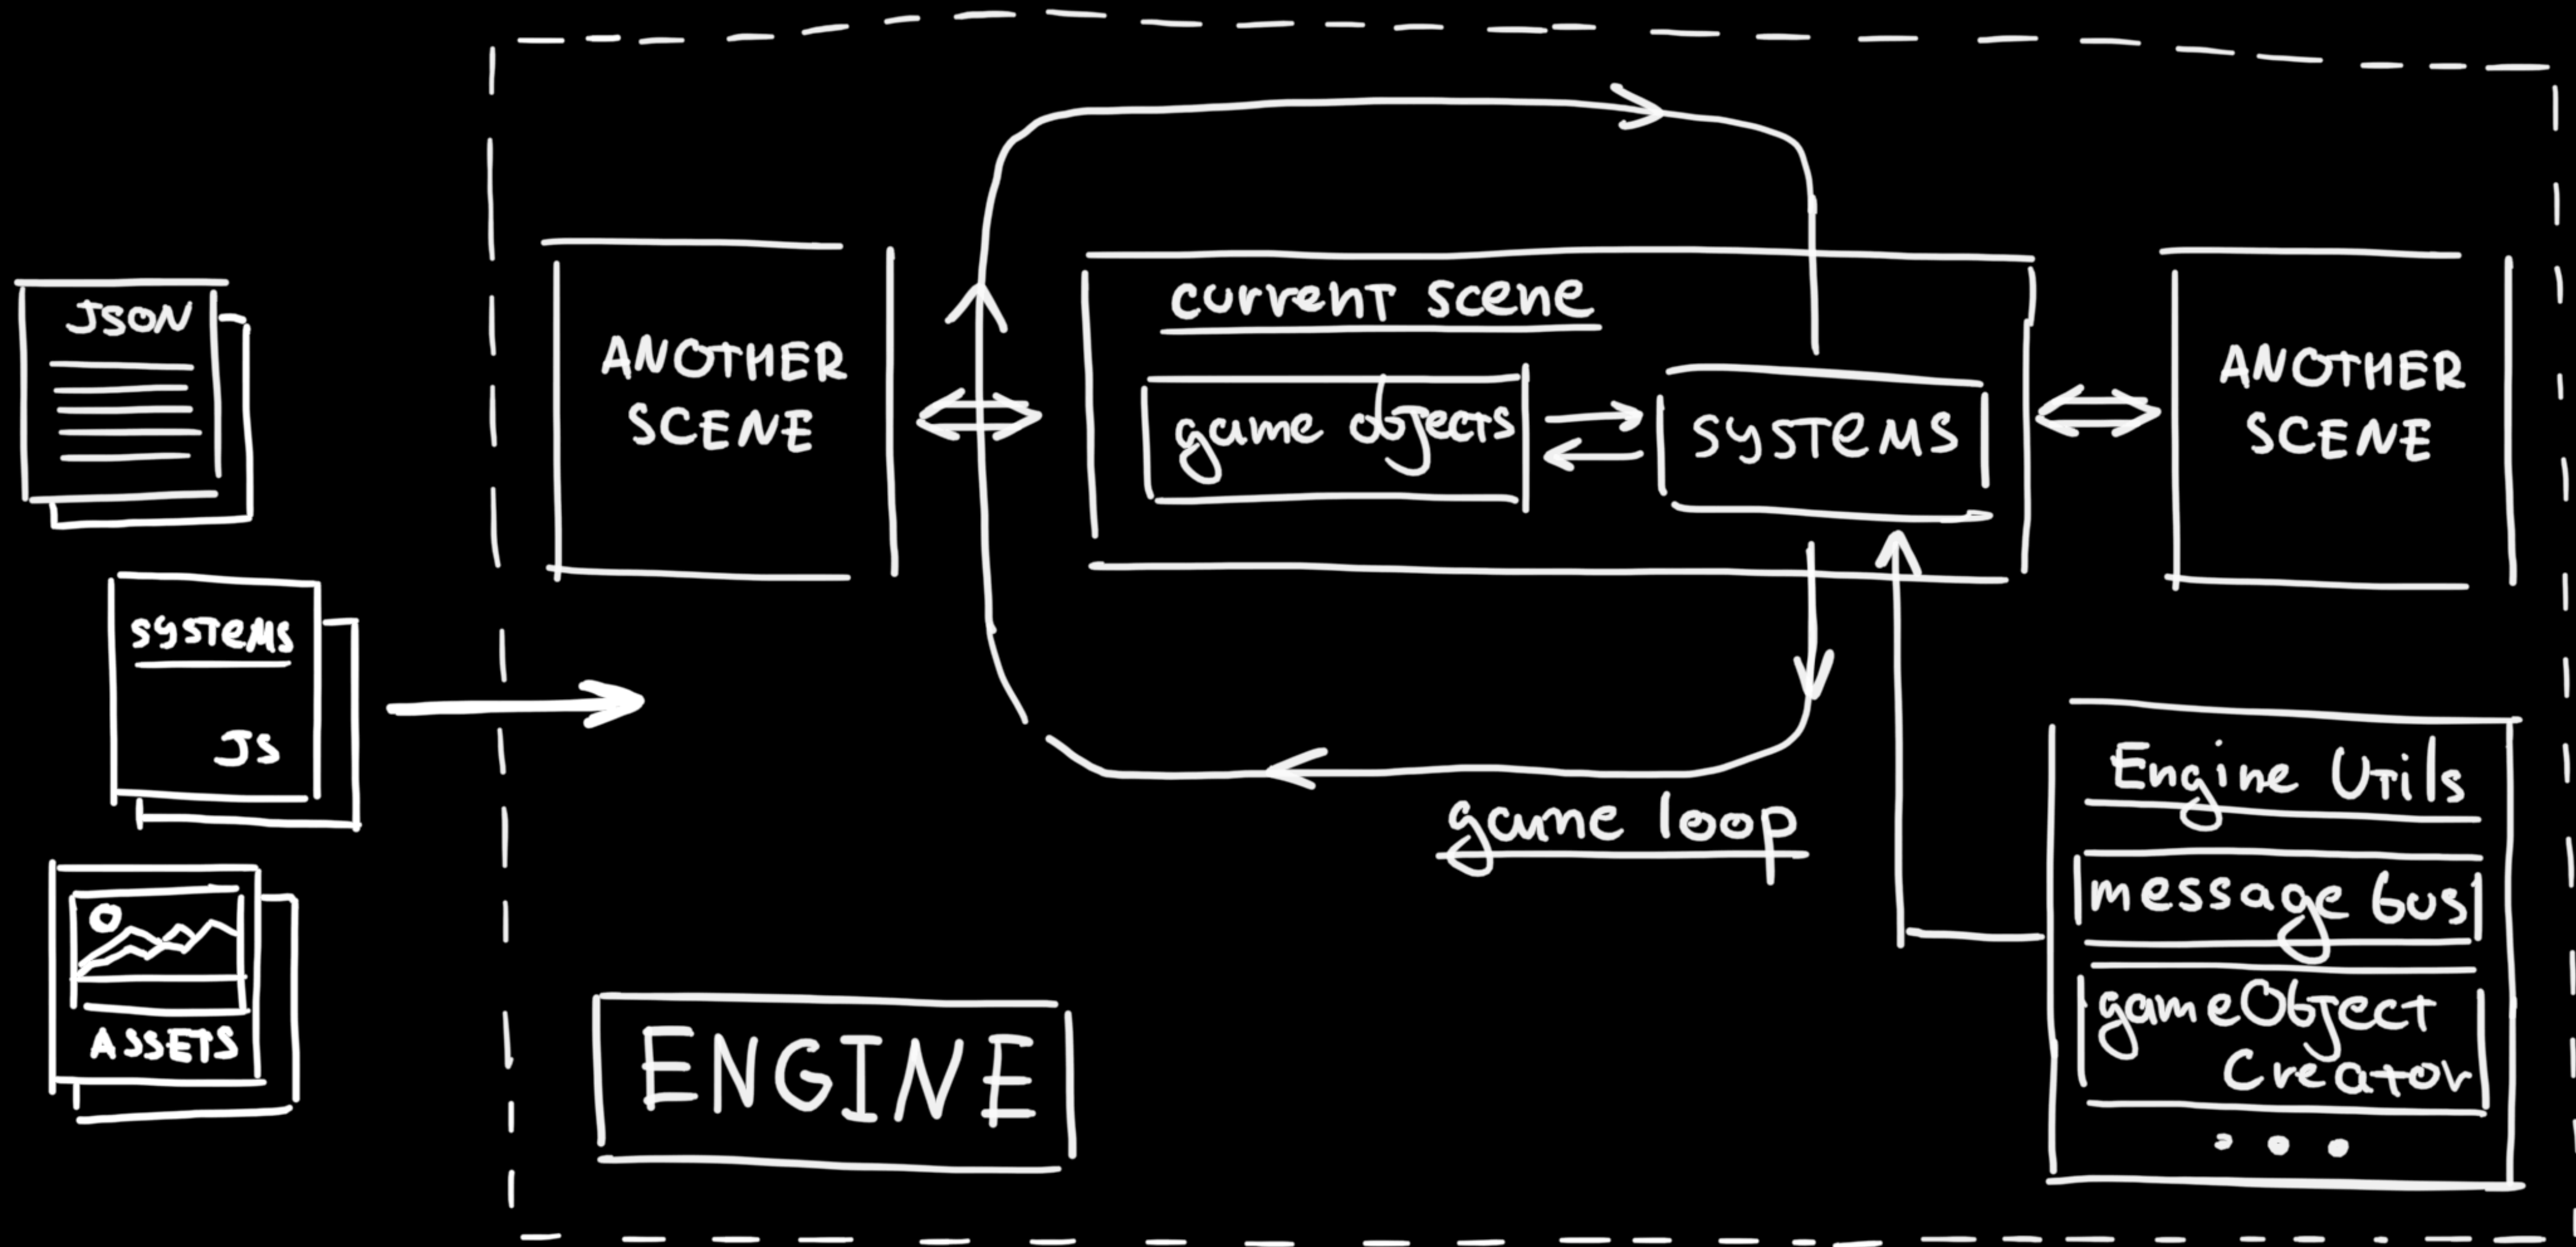 JSON
SYSTEMS
JS
ASSETS
ANOTHER
SCENE
current scene
game objects
SYSTEMS
ANOTHER
SCENE
game loop
ENGINE
Engine Utils
message bus
gameObject
Creator
...